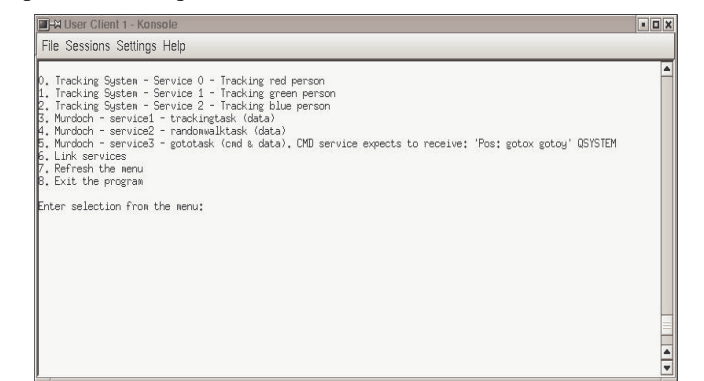 User Client 1 - Konsole
File Sessions Settings Help
0. Tracking System - Service 0 - Tracking red person
1. Tracking System - Service 1 - Tracking green person
2. Tracking System - Service 2 - Tracking blue person
3. Murdoch - service1 - trackingtask (data)
4. Murdoch - service2 - randomwalktask (data)
5. Murdoch - service3 - gototask (cmd & data). CMD service expects to receive: 'Pos: gotox gotoy' QSYSTEM
6. Link services
7. Refresh the menu
8. Exit the program
Enter selection from the menu: